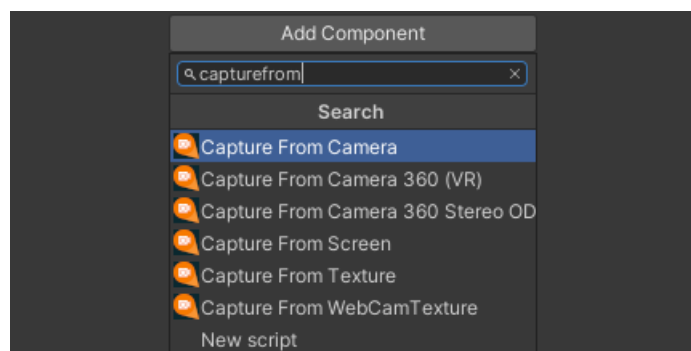 Add Component
capturefrom
Search
Capture From Camera
Capture From Camera 360 (VR)
Capture From Camera 360 Stereo OD
Capture From Screen
Capture From Texture
Capture From WebCamTexture
New script